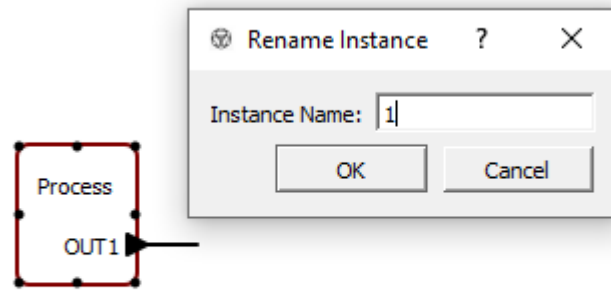 Rename Instance ?
Instance Name: 1
OK Cancel
Process
OUT1